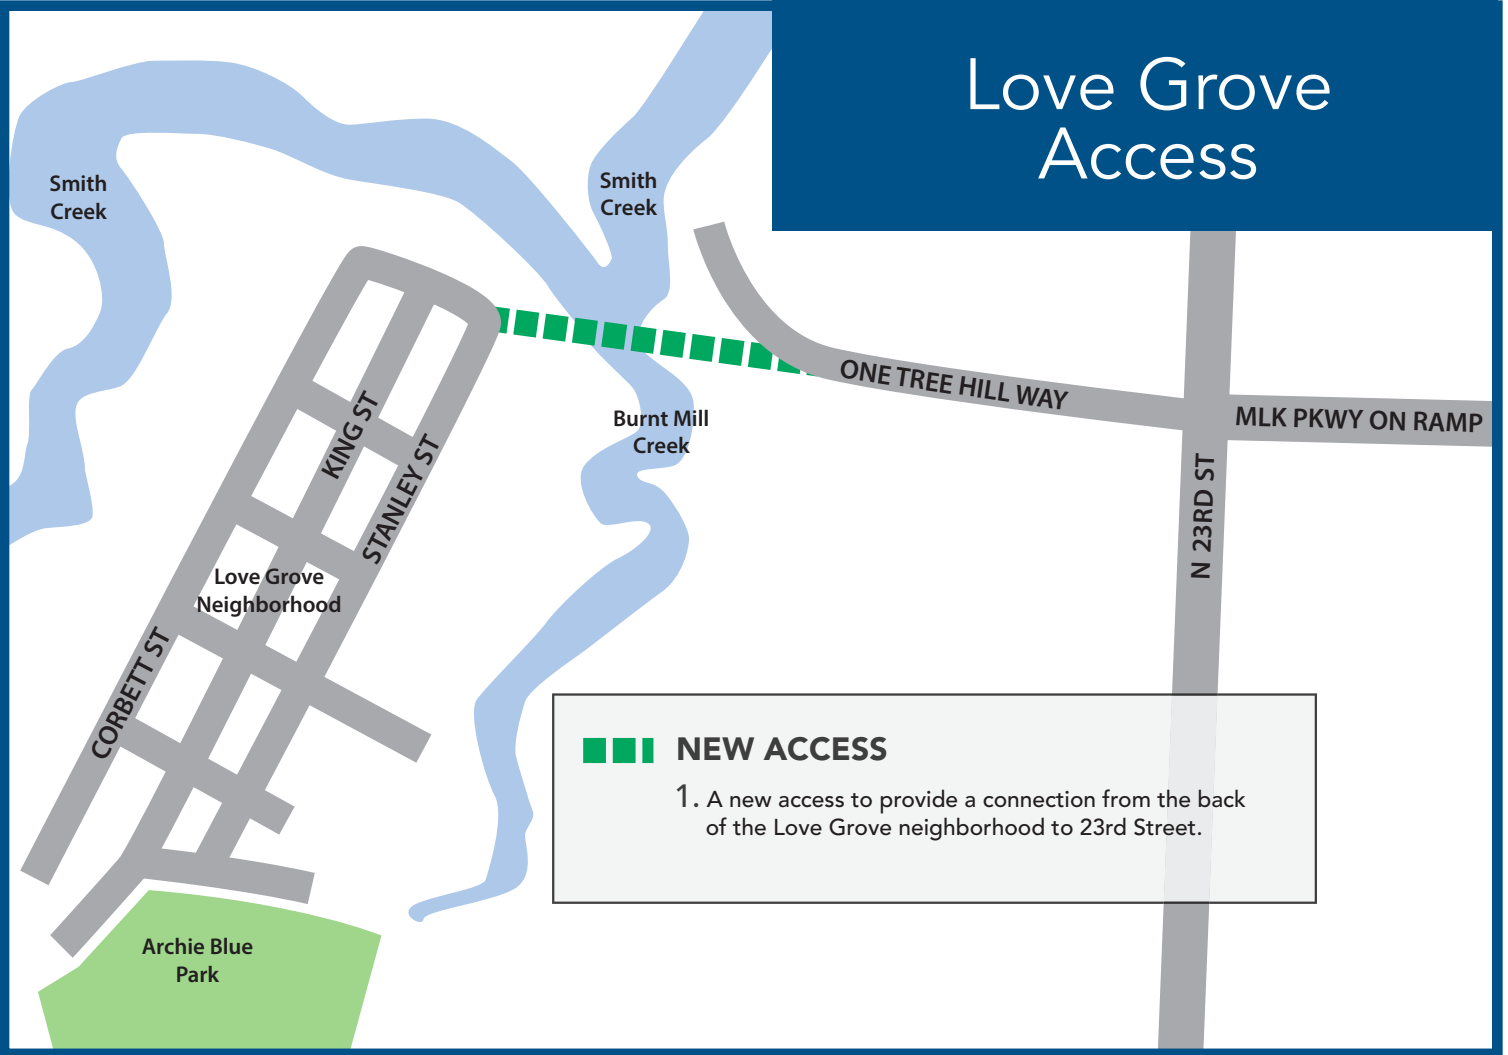 Love Grove
Access
Smith
Creek
Smith
Creek
ONE TREE HILL WAY
MLK PKWY ON RAMP
KING ST
Burnt Mill
Creek
STANLEY ST
N 23RD ST
Love Grove
Neighborhood
CORBETT ST
NEW ACCESS
1. A new access to provide a connection from the back
of the Love Grove neighborhood to 23rd Street.
Archie Blue
Park